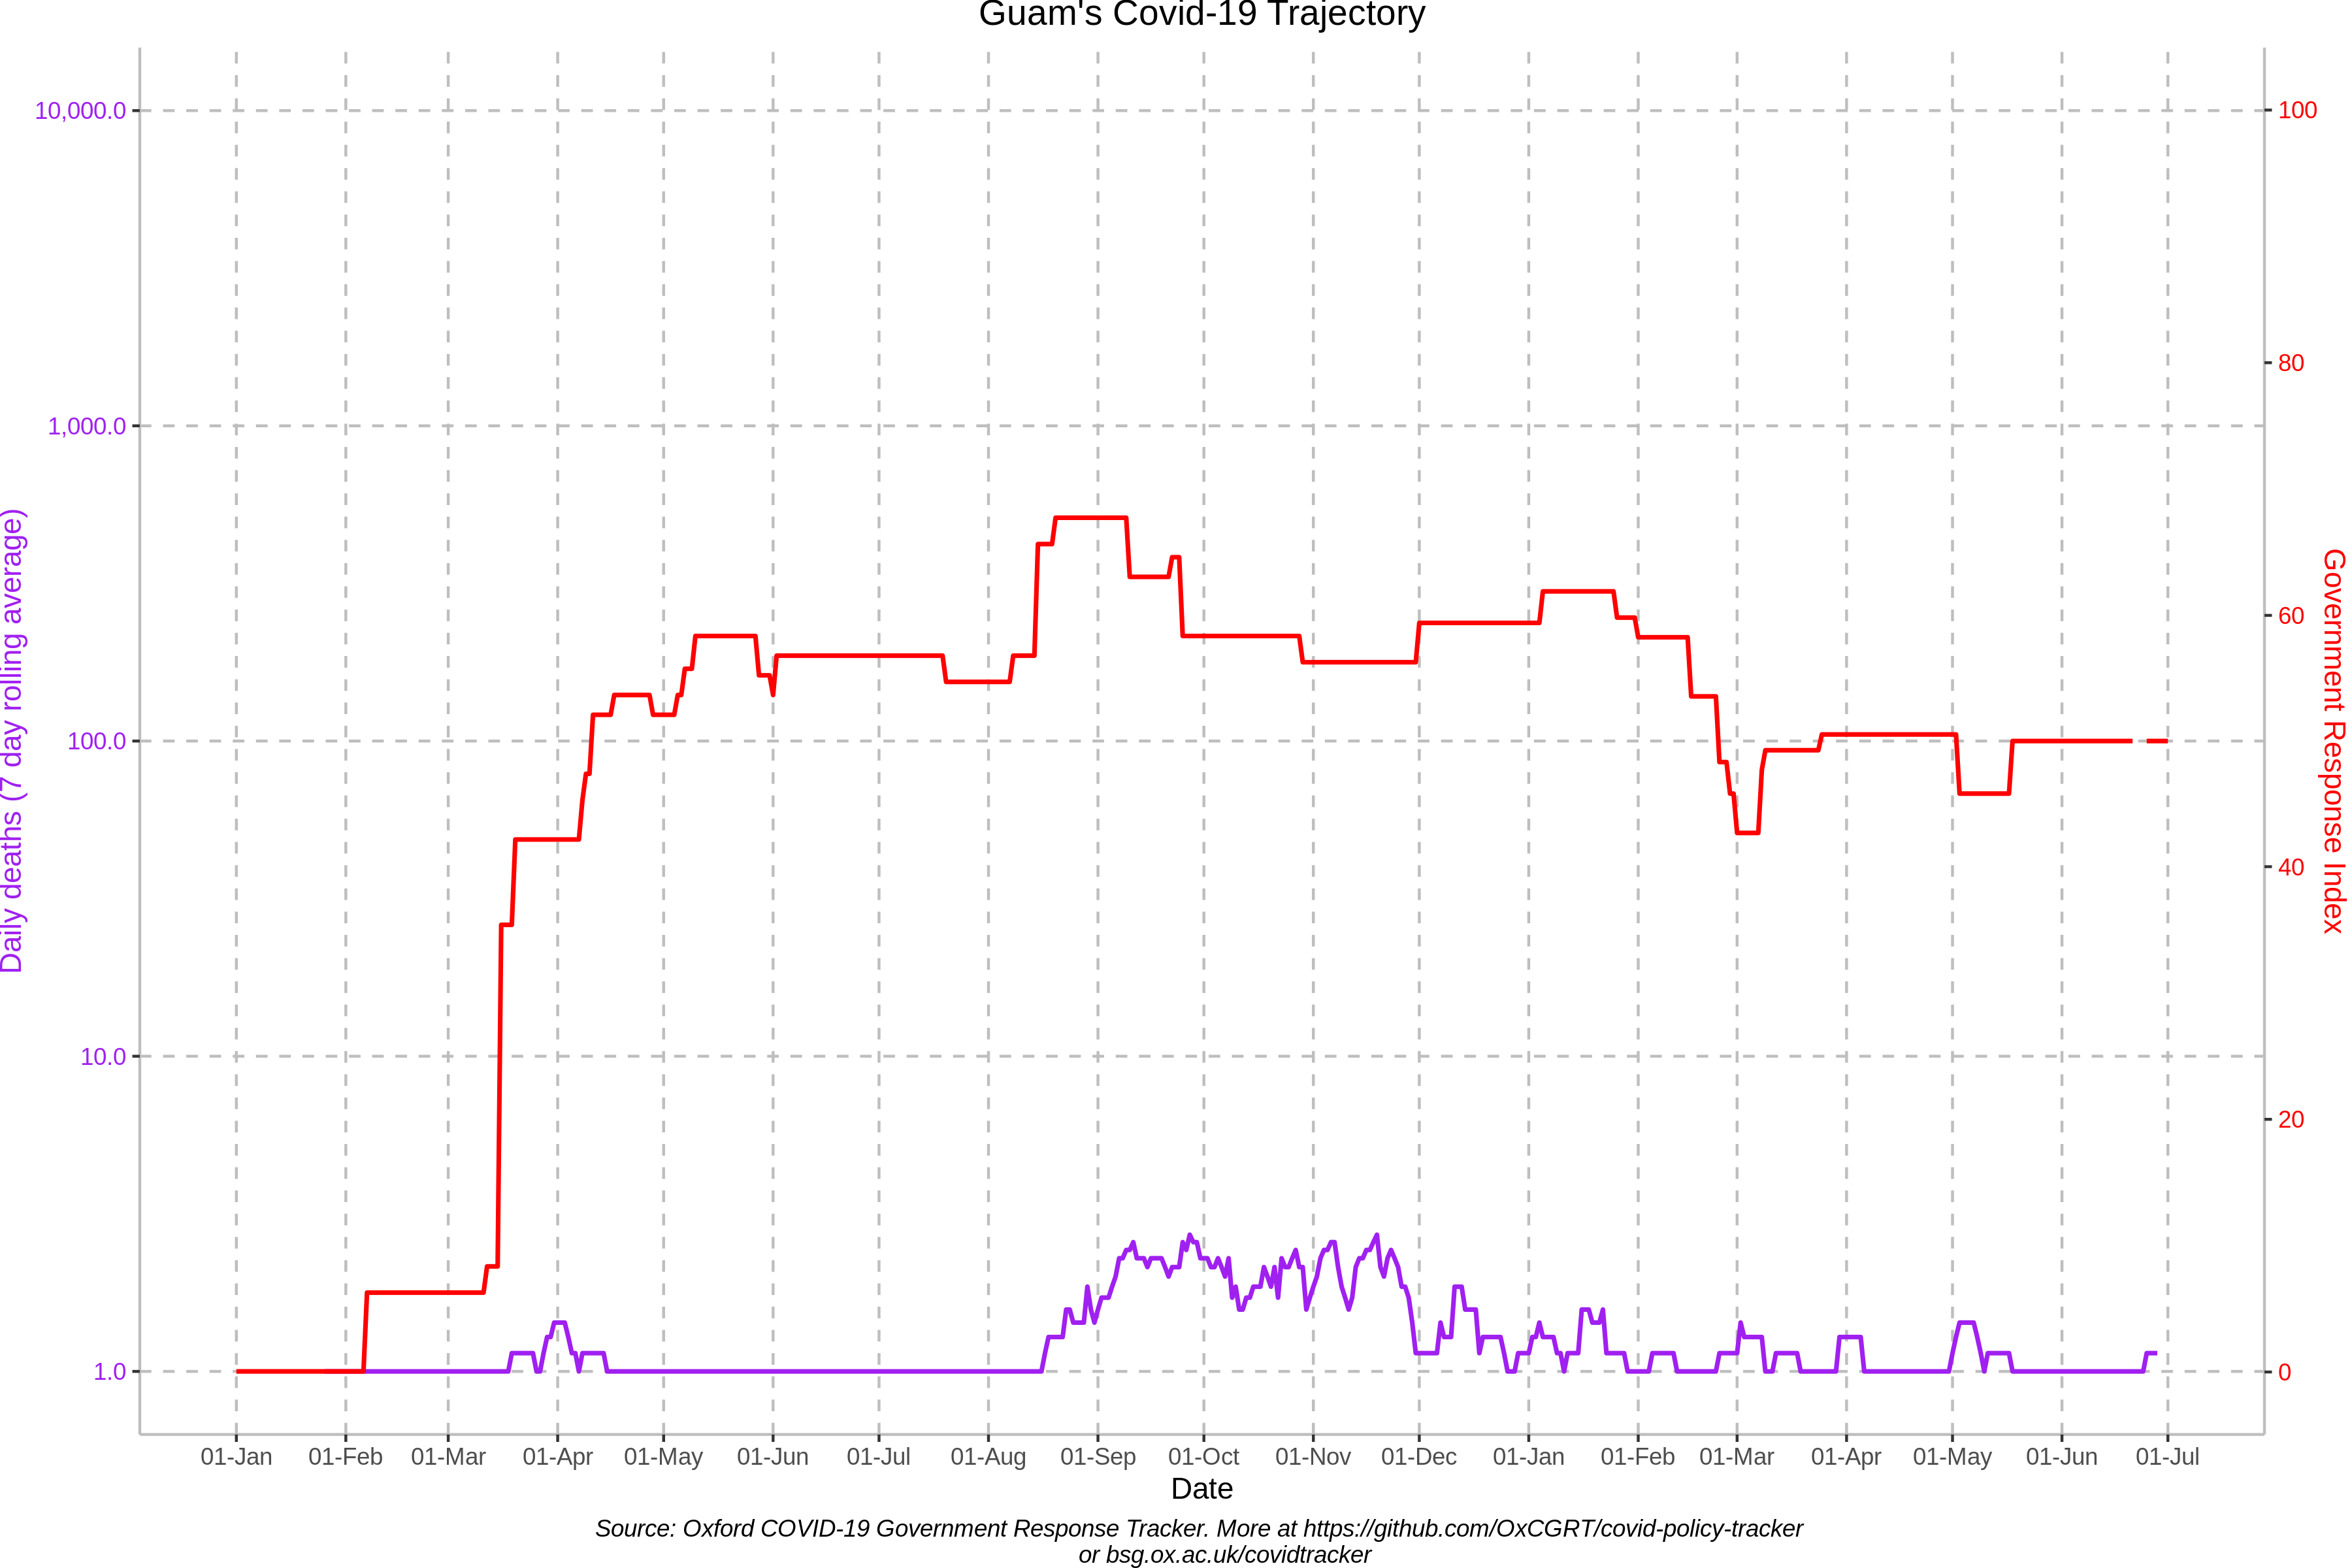 Guam's Covid-19 Trajectory
10,000.0
1,000.0
100.0
10.0
1.0
Daily deaths (7 day rolling average)
100
80
60
40
20
0
Government Response Index
01-Jan 01-Feb 01-Mar 01-Apr 01-May 01-Jun 01-Jul 01-Aug 01-Sep 01-Oct 01-Nov 01-Dec 01-Jan 01-Feb 01-Mar 01-Apr 01-May 01-Jun 01-Jul
Date
Source: Oxford COVID-19 Government Response Tracker. More at https://github.com/OxCGRT/covid-policy-tracker
or bsg.ox.ac.uk/covidtracker